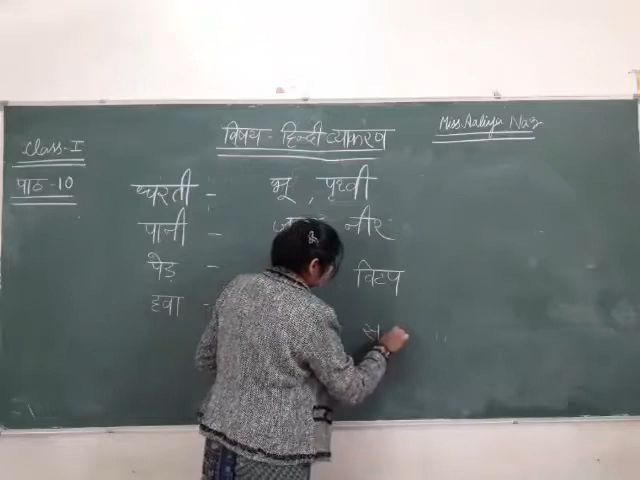 Class-I
विषय- हिन्दी व्याकरण
Miss. Aaliya Naz
पाठ-10
धरती - भू, पृथ्वी
पानी - नीर
पेड़ - विटप
हवा -